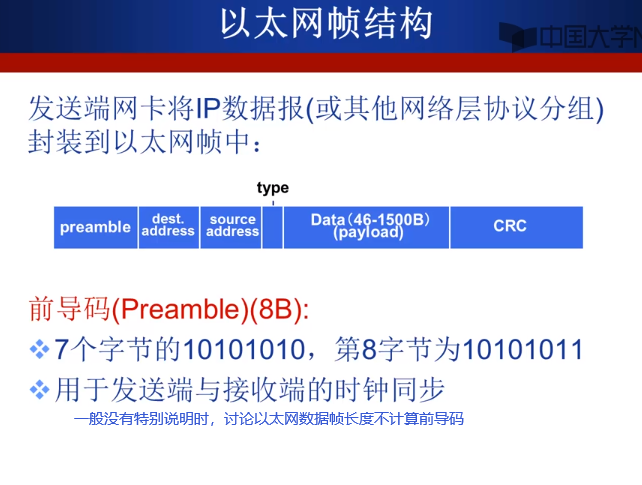 以太网帧结构
中国大学M
发送端网卡将IP数据报(或其他网络层协议分组)
封装到以太网帧中：
type
preamble
dest. address
source address
Data（46-1500B）
(payload)
CRC
前导码(Preamble)(8B):
❖7个字节的10101010，第8字节为10101011
❖用于发送端与接收端的时钟同步
一般没有特别说明时，讨论以太网数据帧长度不计算前导码